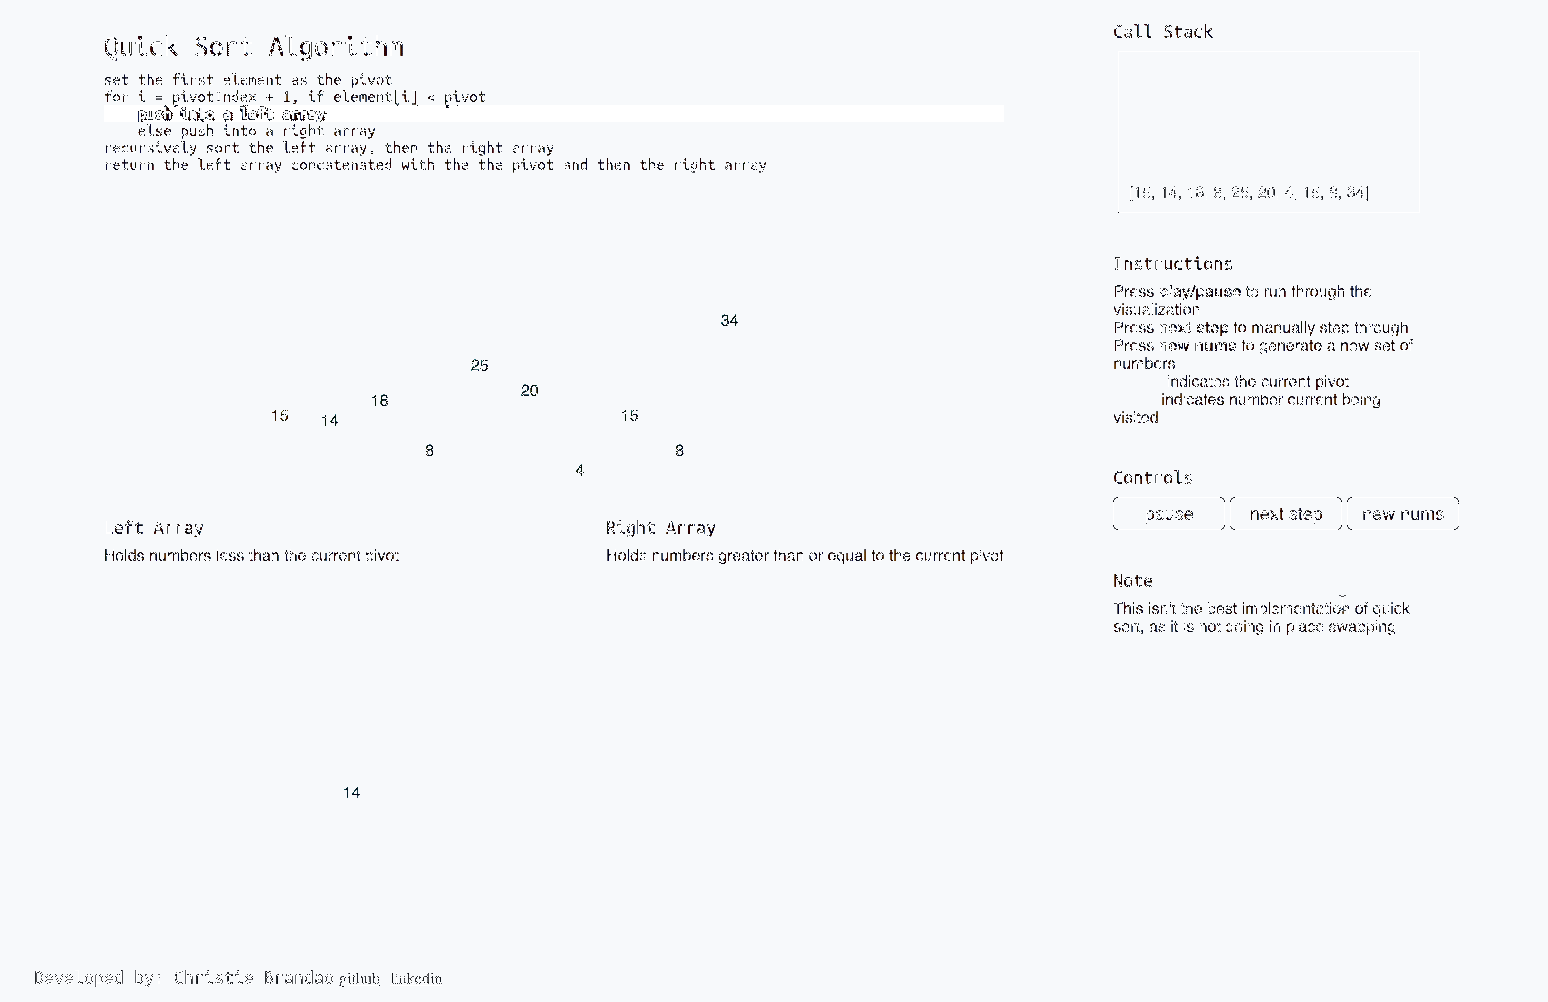 Quick Sort Algorithm
set the first element as the pivot
for i = pivotIndex + 1, if element[i] < pivot
push into a left array
else push into a right array
recursively sort the left array, then the right array
return the left array concatenated with the the pivot and then the right array
34
25
20
18
15
14
15
8
8
4
Left Array
Holds numbers less than the current pivot
14
Right Array
Holds numbers greater than or equal to the current pivot
Call Stack
[15, 14, 18, 8, 25, 20, 4, 15, 8, 34]
Instructions
Press play/pause to run through the
visualization
Press next step to manually step through
Press new nums to generate a new set of
numbers
indicates the current pivot
indicates number current being
visited
Controls
pause next step new nums
Note
This isn't the best implementation of quick
sort, as it is not doing in place swapping
Developed by: Christie Brandao github linkedin